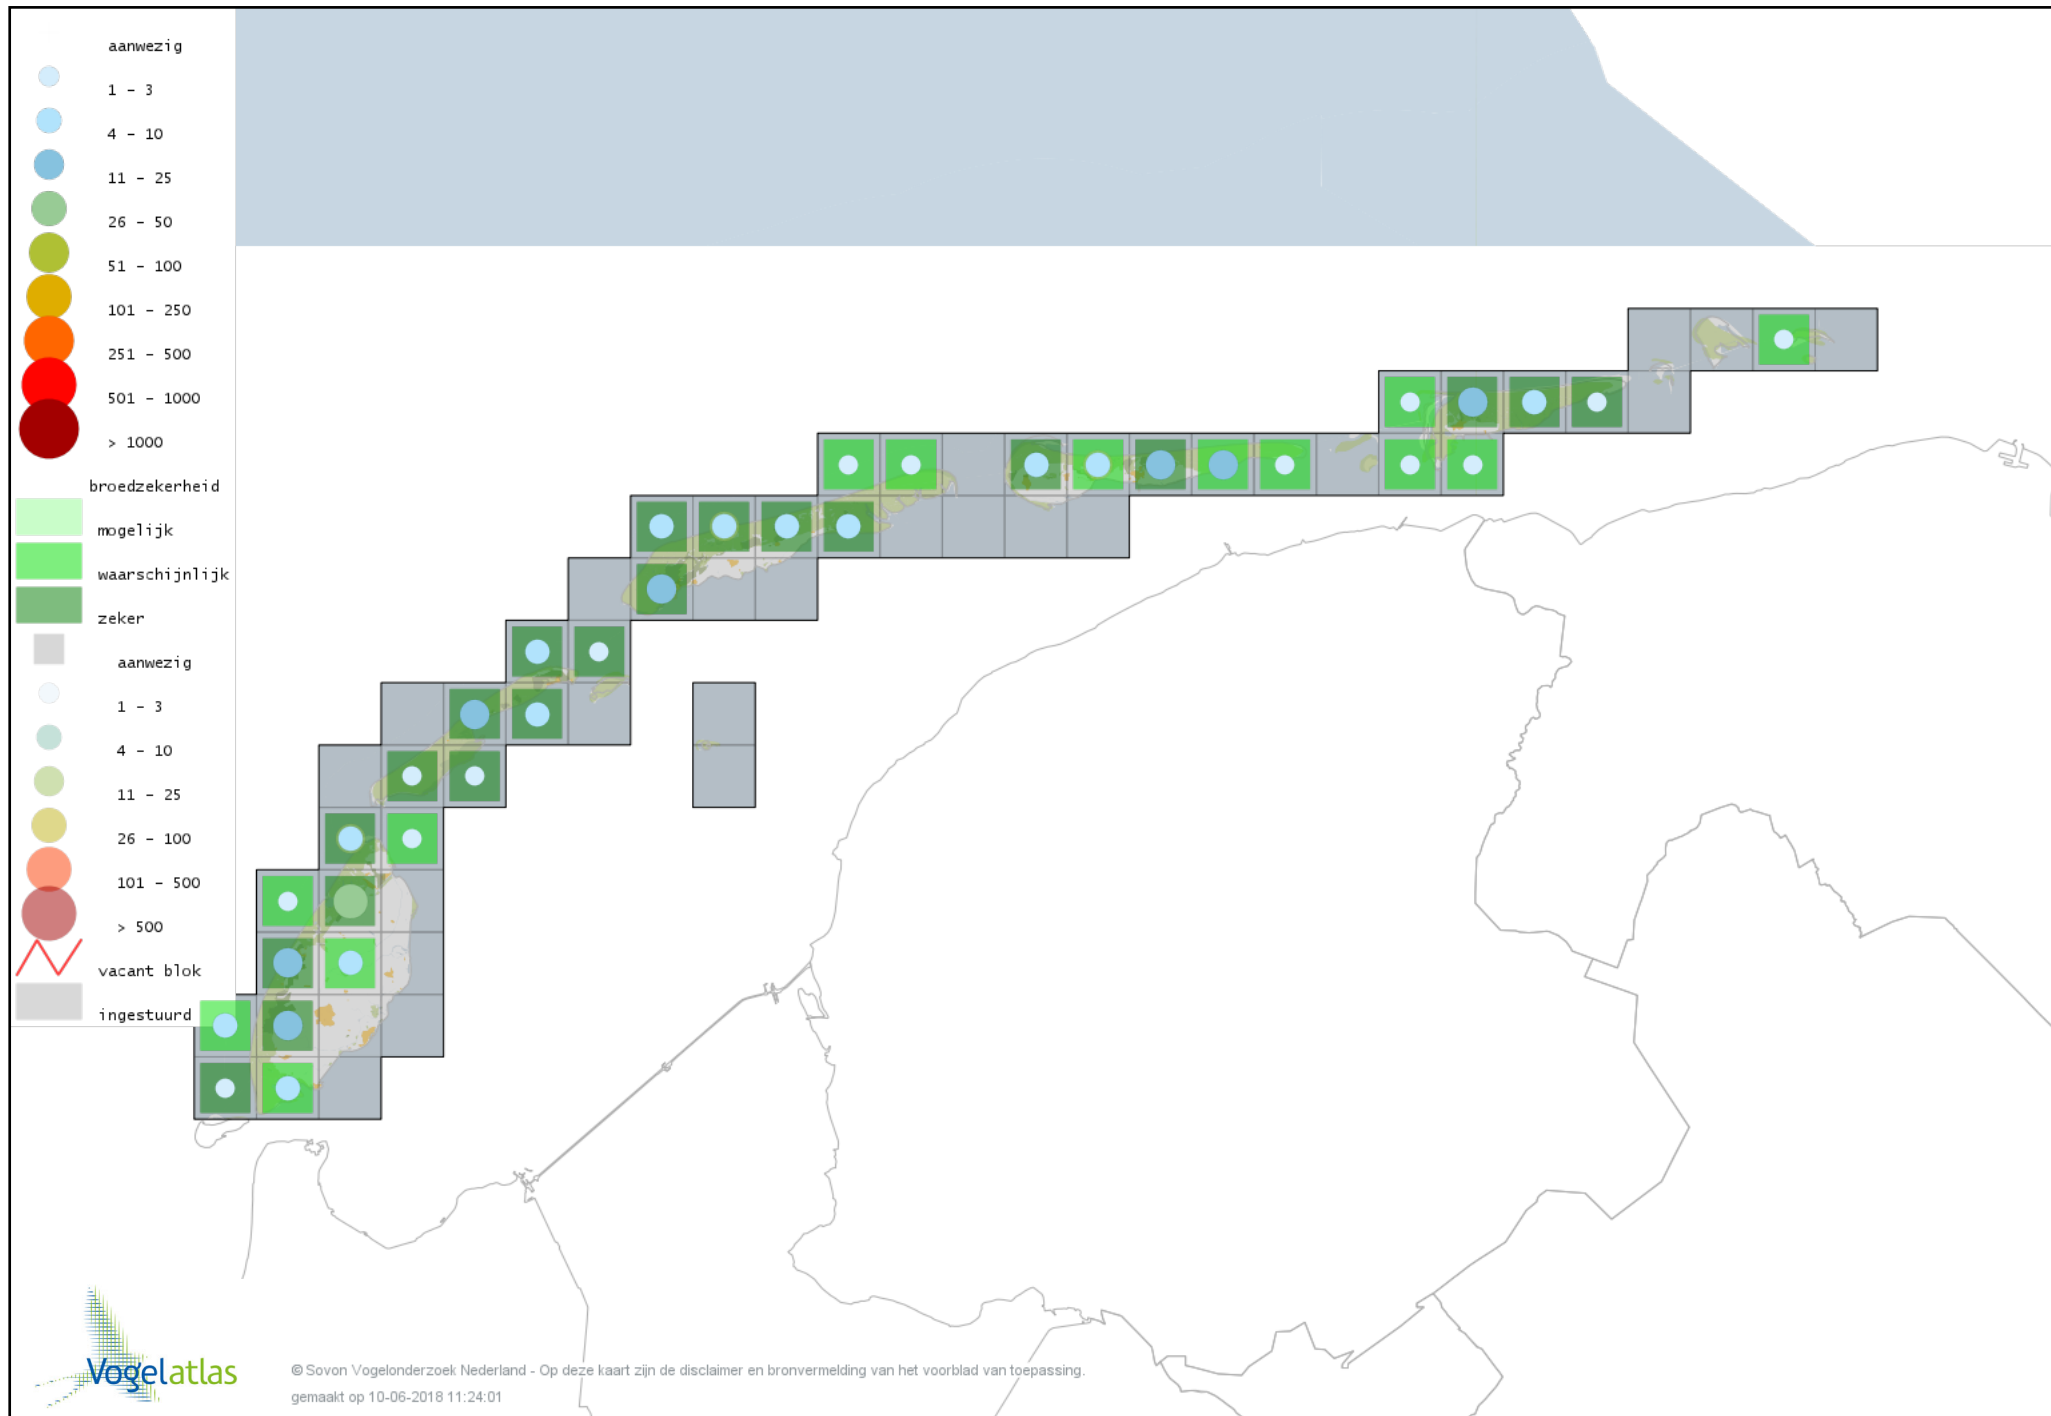 aanwezig
1 - 3
4 - 10
11 - 25
26 - 50
51 - 100
101 - 250
251 - 500
501 - 1000
> 1000
broedzekerheid
mogelijk
waarschijnlijk
zeker
aanwezig
1 - 3
4 - 10
11 - 25
26 - 100
101 - 500
> 500
vacant blok
ingestuurd
Vogelatlas
© Sovon Vogelonderzoek Nederland - Op deze kaart zijn de disclaimer en bronvermelding van het voorblad van toepassing.
gemaakt op 10-06-2018 11:24:01